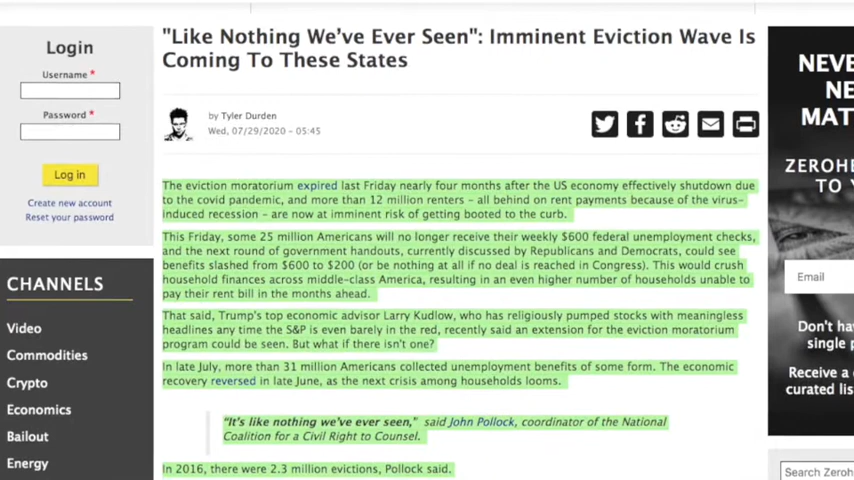 Login
Username *
Password *
Log in
Create new account
Reset your password
CHANNELS
Video
Commodities
Crypto
Economics
Bailout
Energy
"Like Nothing We've Ever Seen": Imminent Eviction Wave Is
Coming To These States
by Tyler Durden
Wed, 07/29/2020 - 05:45
The eviction moratorium expired last Friday nearly four months after the US economy effectively shutdown due
to the covid pandemic, and more than 12 million renters - all behind on rent payments because of the virus-
induced recession - are now at imminent risk of getting booted to the curb.
This Friday, some 25 million Americans will no longer receive their weekly $600 federal unemployment checks,
and the next round of government handouts, currently discussed by Republicans and Democrats, could see
benefits slashed from $600 to $200 (or be nothing at all if no deal is reached in Congress). This would crush
household finances across middle-class America, resulting in an even higher number of households unable to
pay their rent bill in the months ahead.
That said, Trump's top economic advisor Larry Kudlow, who has religiously pumped stocks with meaningless
headlines any time the S&P is even barely in the red, recently said an extension for the eviction moratorium
program could be seen. But what if there isn't one?
In late July, more than 31 million Americans collected unemployment benefits of some form. The economic
recovery reversed in late June, as the next crisis among households looms.
"It's like nothing we've ever seen," said John Pollock, coordinator of the National
Coalition for a Civil Right to Counsel.
In 2016, there were 2.3 million evictions, Pollock said.
NEVE
NE
MAT
ZEROHE
TO Y
Email
Don't hav
single p
Receive a d
curated lis
Search Zeroh